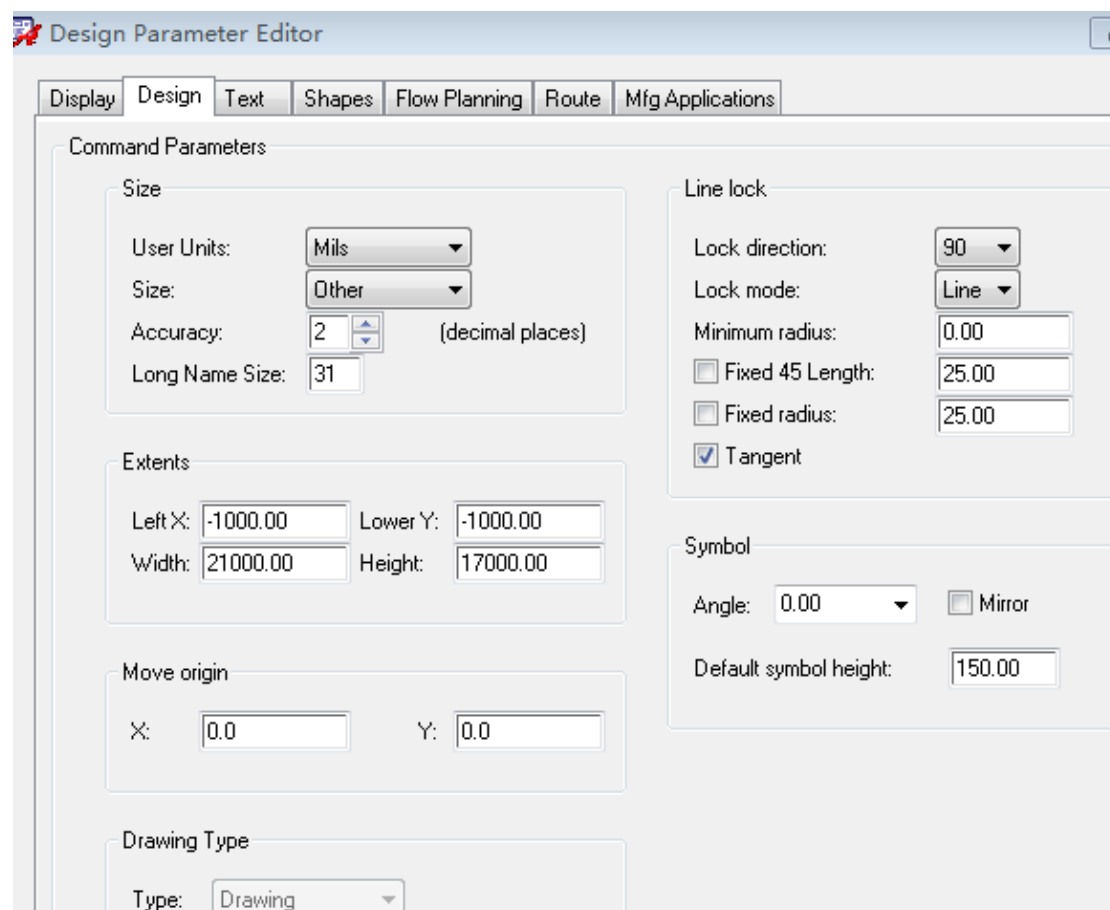 Design Parameter Editor
Display Design Text Shapes Flow Planning Route Mfg Applications
Command Parameters
Size
User Units: Mils
Size: Other
Accuracy: 2 (decimal places)
Long Name Size: 31
Extents
Left X: -1000.00 Lower Y: -1000.00
Width: 21000.00 Height: 17000.00
Move origin
X: 0.0 Y: 0.0
Drawing Type
Type: Drawing
Line lock
Lock direction: 90
Lock mode: Line
Minimum radius: 0.00
Fixed 45 Length: 25.00
Fixed radius: 25.00
Tangent
Symbol
Angle: 0.00 Mirror
Default symbol height: 150.00